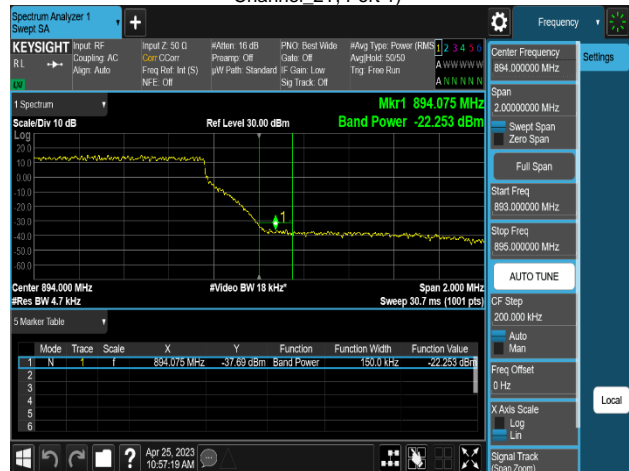 Channel_21, Port 1)
Spectrum Analyzer 1
Swept SA
Frequency
KEYSIGHT
RL
Input: RF
Coupling: AC
Align: Auto
Input Z: 50 Ω
Corr CCorr
Freq Ref: Int (S)
NFE: Off
#Atten: 16 dB
Preamp: Off
µW Path: Standard
PNO: Best Wide
Gate: Off
IF Gain: Low
Sig Track: Off
#Avg Type: Power (RMS
Avg|Hold: 50/50
Trig: Free Run
1 2 3 4 5 6
A W W W W W
A N N N N N
LV
1 Spectrum
Scale/Div 10 dB
Log
Ref Level 30.00 dBm
Mkr1 894.075 MHz
Band Power -22.253 dBm
20.0
10.0
0.00
-10.0
-20.0
-30.0
-40.0
-50.0
-60.0
1
Center 894.000 MHz
#Res BW 4.7 kHz
#Video BW 18 kHz*
Span 2.000 MHz
Sweep 30.7 ms (1001 pts)
5 Marker Table
Mode Trace Scale X Y Function Function Width Function Value
1 N 1 f 894.075 MHz -37.69 dBm Band Power 150.0 kHz -22.253 dBm
2
3
4
5
6
Apr 25, 2023
10:57:19 AM
Center Frequency
894.000000 MHz
Settings
Span
2.00000000 MHz
Swept Span
Zero Span
Full Span
Start Freq
893.000000 MHz
Stop Freq
895.000000 MHz
AUTO TUNE
CF Step
200.000 kHz
Auto
Man
Freq Offset
0 Hz
Local
X Axis Scale
Log
Lin
Signal Track
(Span Zoom)